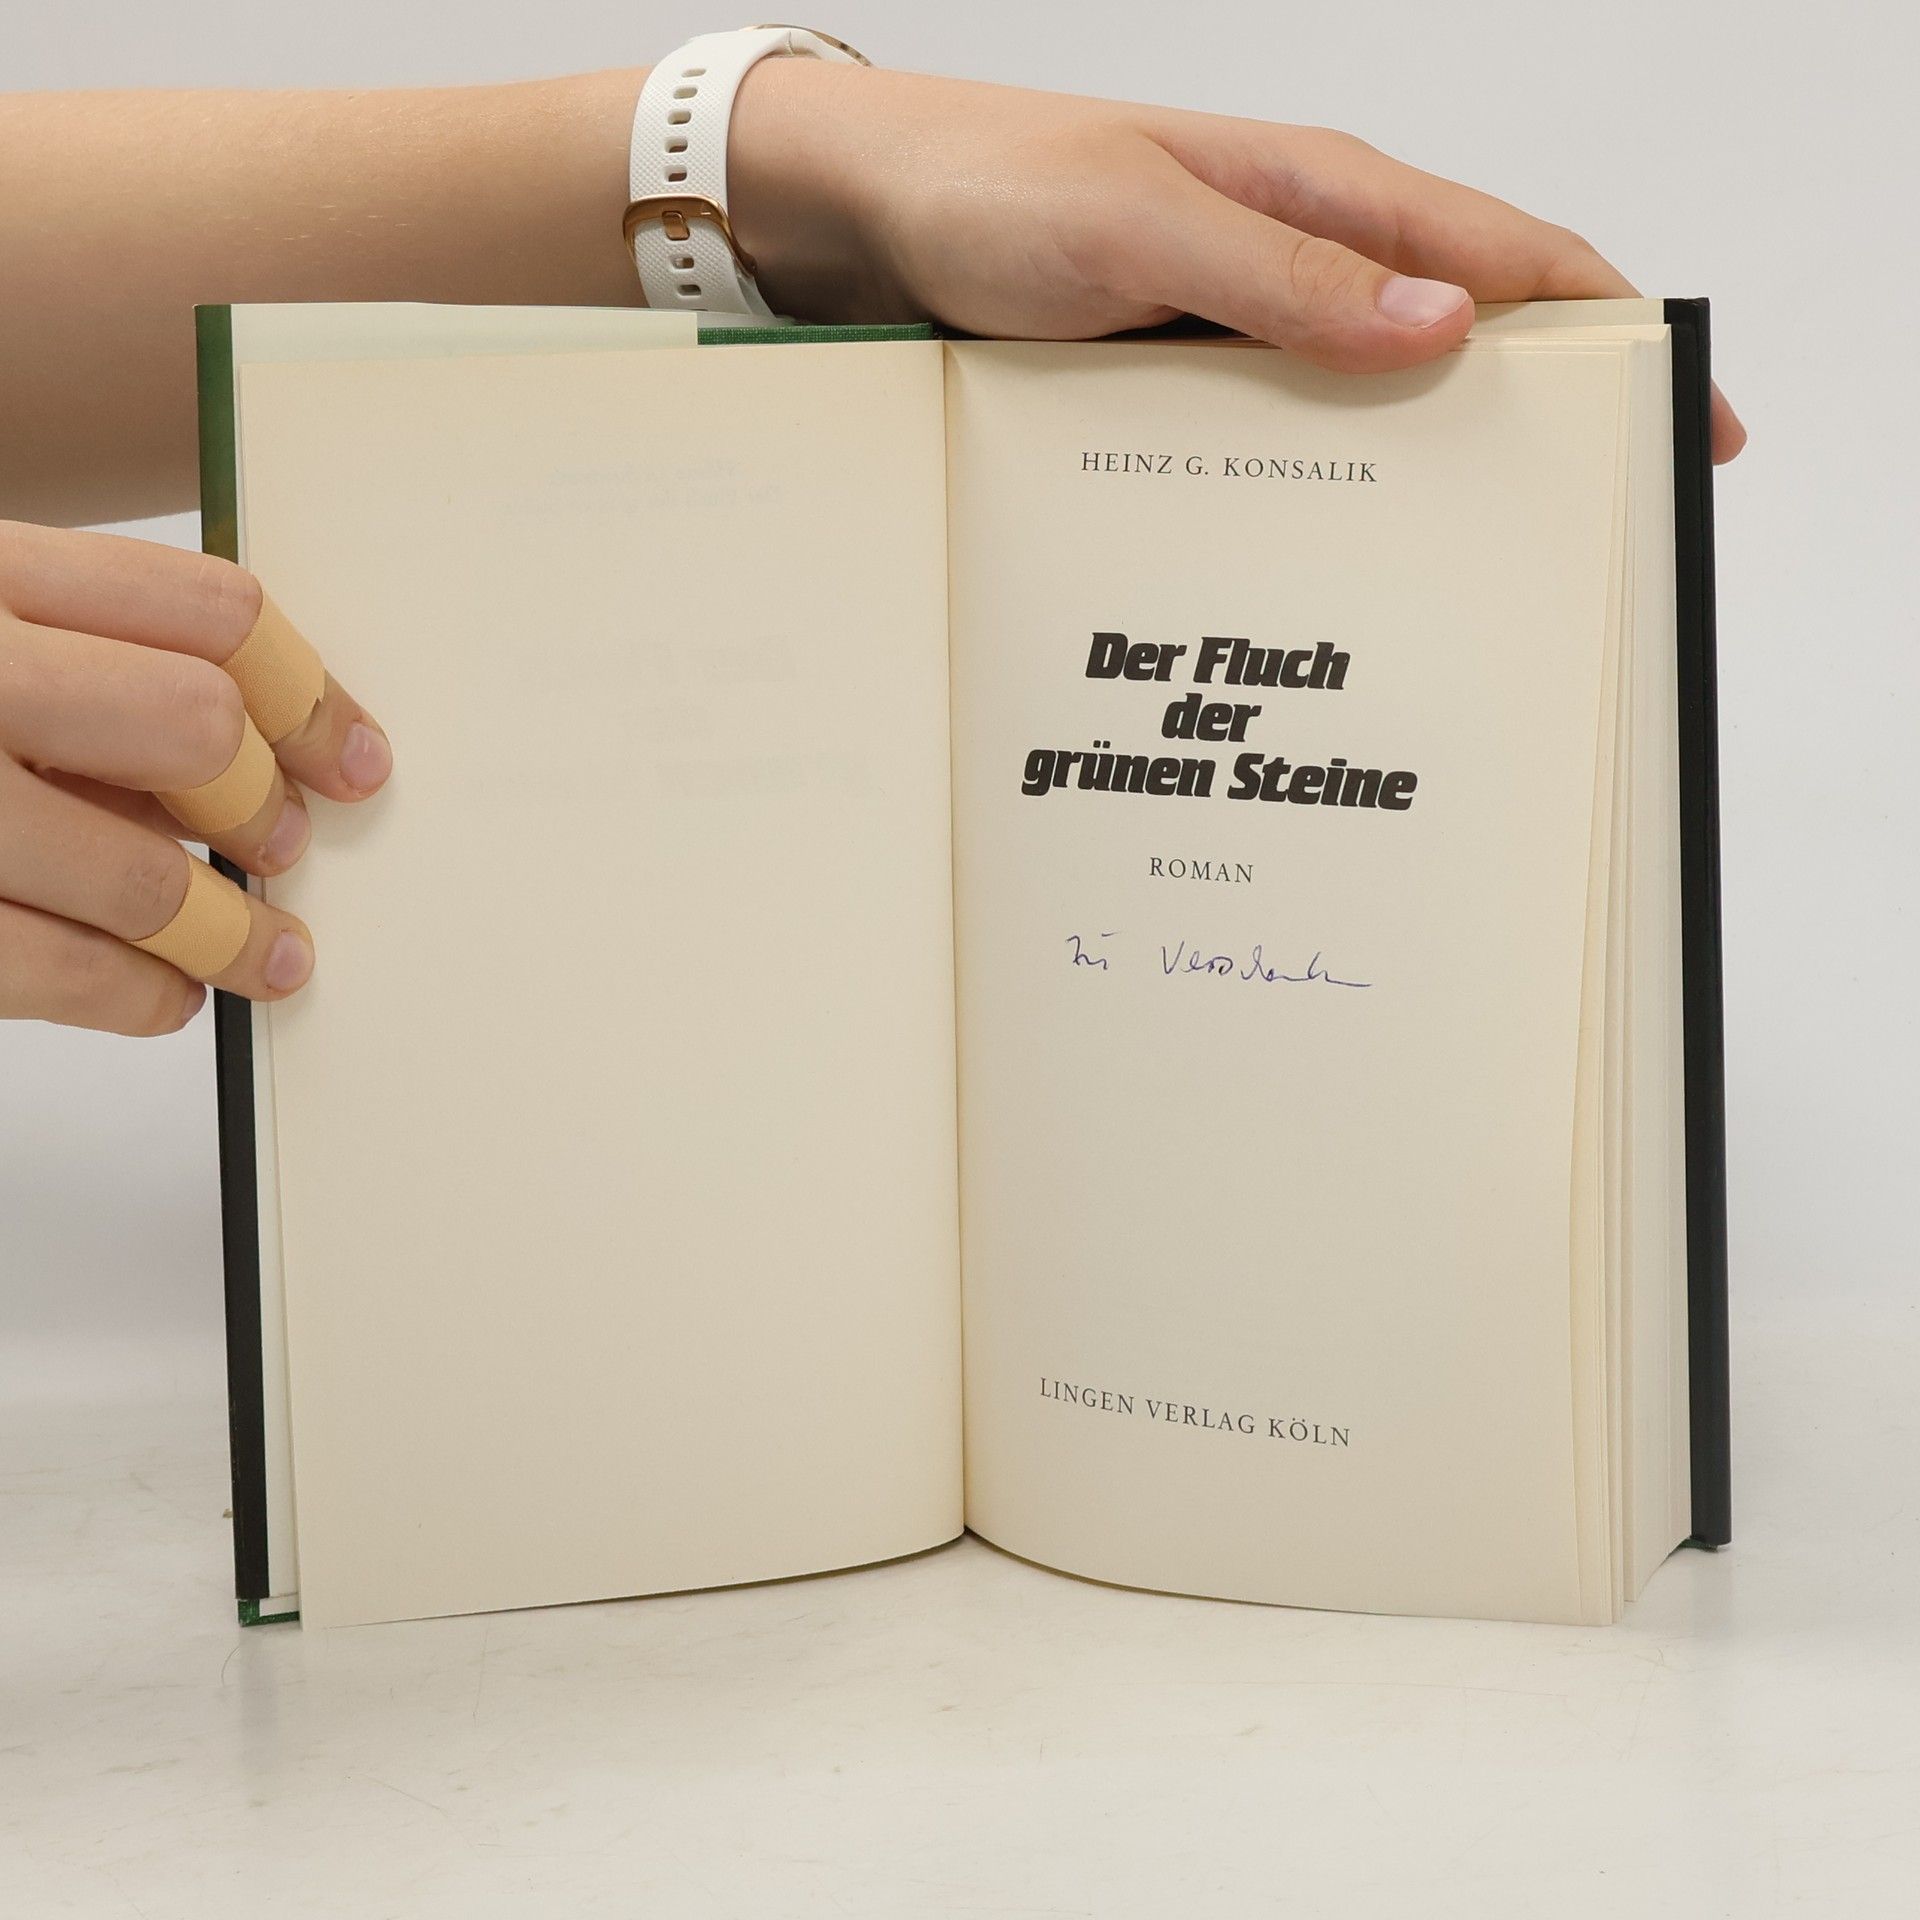 HEINZ G. KONSALIK
Der Fluch
der
grünen Steine
ROMAN
LINGEN VERLAG KÖLN